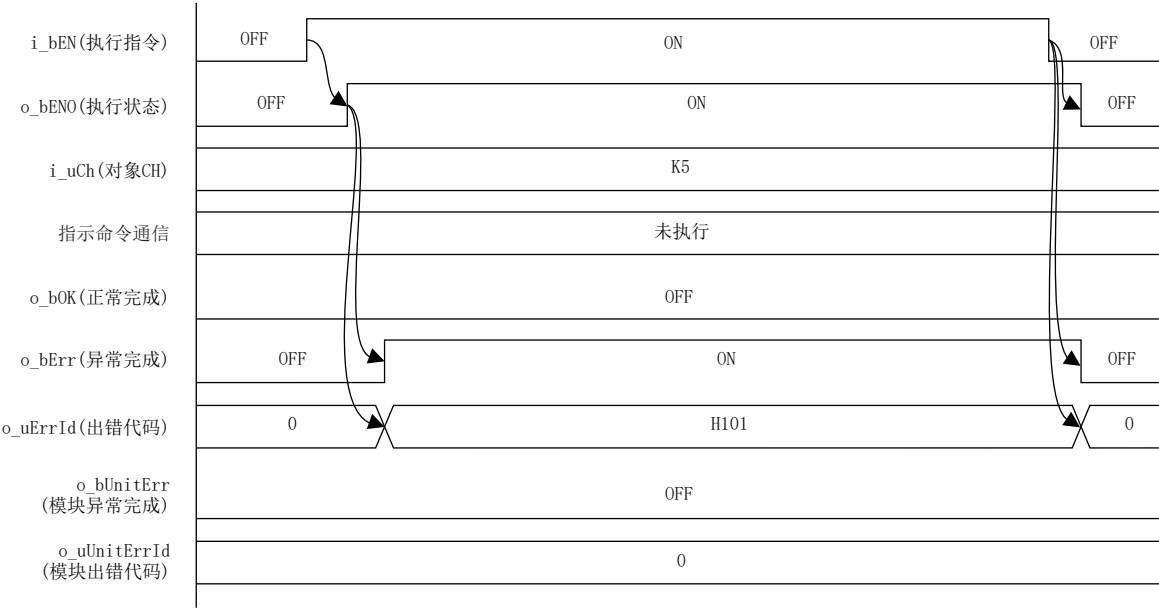 i_bEN(执行指令)
OFF
ON
OFF
o_bENO(执行状态)
OFF
ON
OFF
i_uCh(对象CH)
K5
指示命令通信
未执行
o_bOK(正常完成)
OFF
o_bErr(异常完成)
OFF
ON
OFF
o_uErrId(出错代码)
0
H101
0
o_bUnitErr
(模块异常完成)
OFF
o_uUnitErrId
(模块出错代码)
0